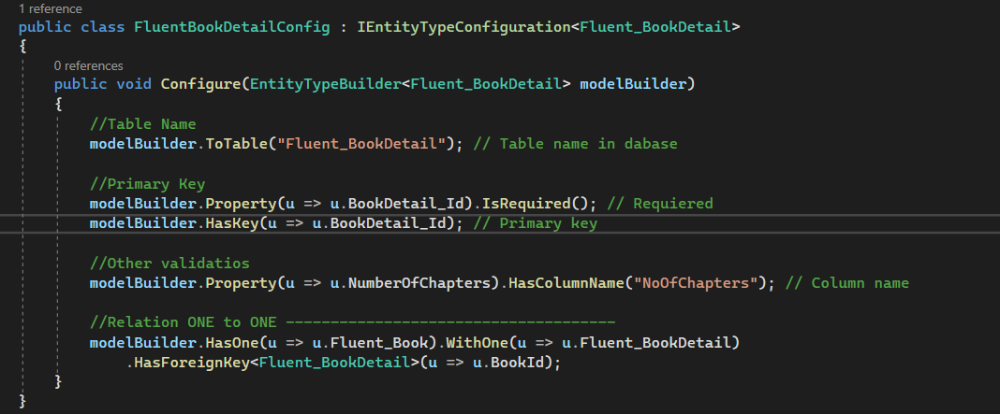 1 reference
public class FluentBookDetailConfig : IEntityTypeConfiguration<Fluent_BookDetail>
{
0 references
public void Configure(EntityTypeBuilder<Fluent_BookDetail> modelBuilder)
{
//Table Name
modelBuilder.ToTable("Fluent_BookDetail"); // Table name in dabase
//Primary Key
modelBuilder.Property(u => u.BookDetail_Id).IsRequired(); // Requiered
modelBuilder.HasKey(u => u.BookDetail_Id); // Primary key
//Other validatios
modelBuilder.Property(u => u.NumberOfChapters).HasColumnName("NoOfChapters"); // Column name
//Relation ONE to ONE -------------------------------------
modelBuilder.HasOne(u => u.Fluent_Book).WithOne(u => u.Fluent_BookDetail)
.HasForeignKey<Fluent_BookDetail>(u => u.BookId);
}
}